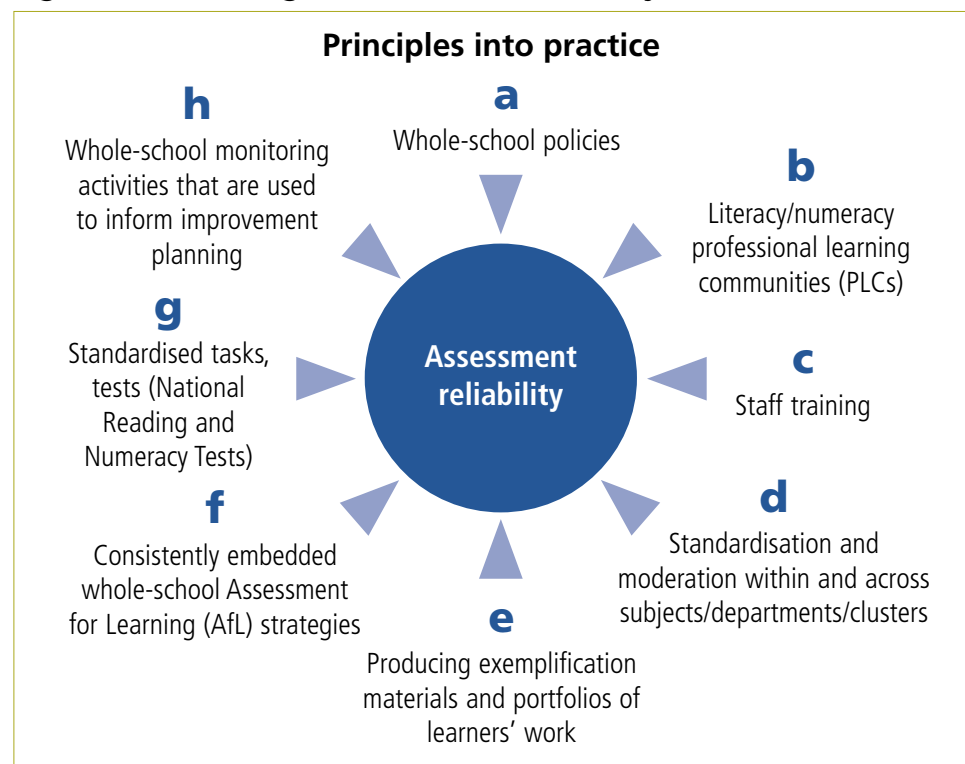 Principles into practice
a
Whole-school policies
b
Literacy/numeracy
professional learning
communities (PLCs)
c
Staff training
d
Standardisation and
moderation within and across
subjects/departments/clusters
e
Producing exemplification
materials and portfolios of
learners’ work
f
Consistently embedded
whole-school Assessment
for Learning (AfL) strategies
g
Standardised tasks,
tests (National
Reading and
Numeracy Tests)
h
Whole-school monitoring
activities that are used
to inform improvement
planning
Assessment
reliability